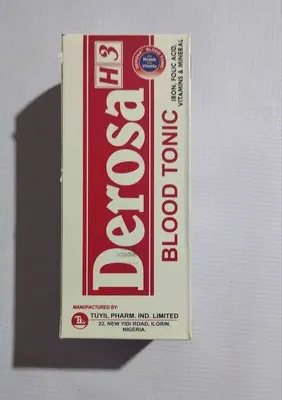 Derosa
H3
IRON, FOLIC ACID,
VITAMINS & MINERAL
BLOOD TONIC
MANUFACTURED BY:
TUYIL PHARM. IND. LIMITED
22, NEW YIDI ROAD, ILORIN,
NIGERIA.